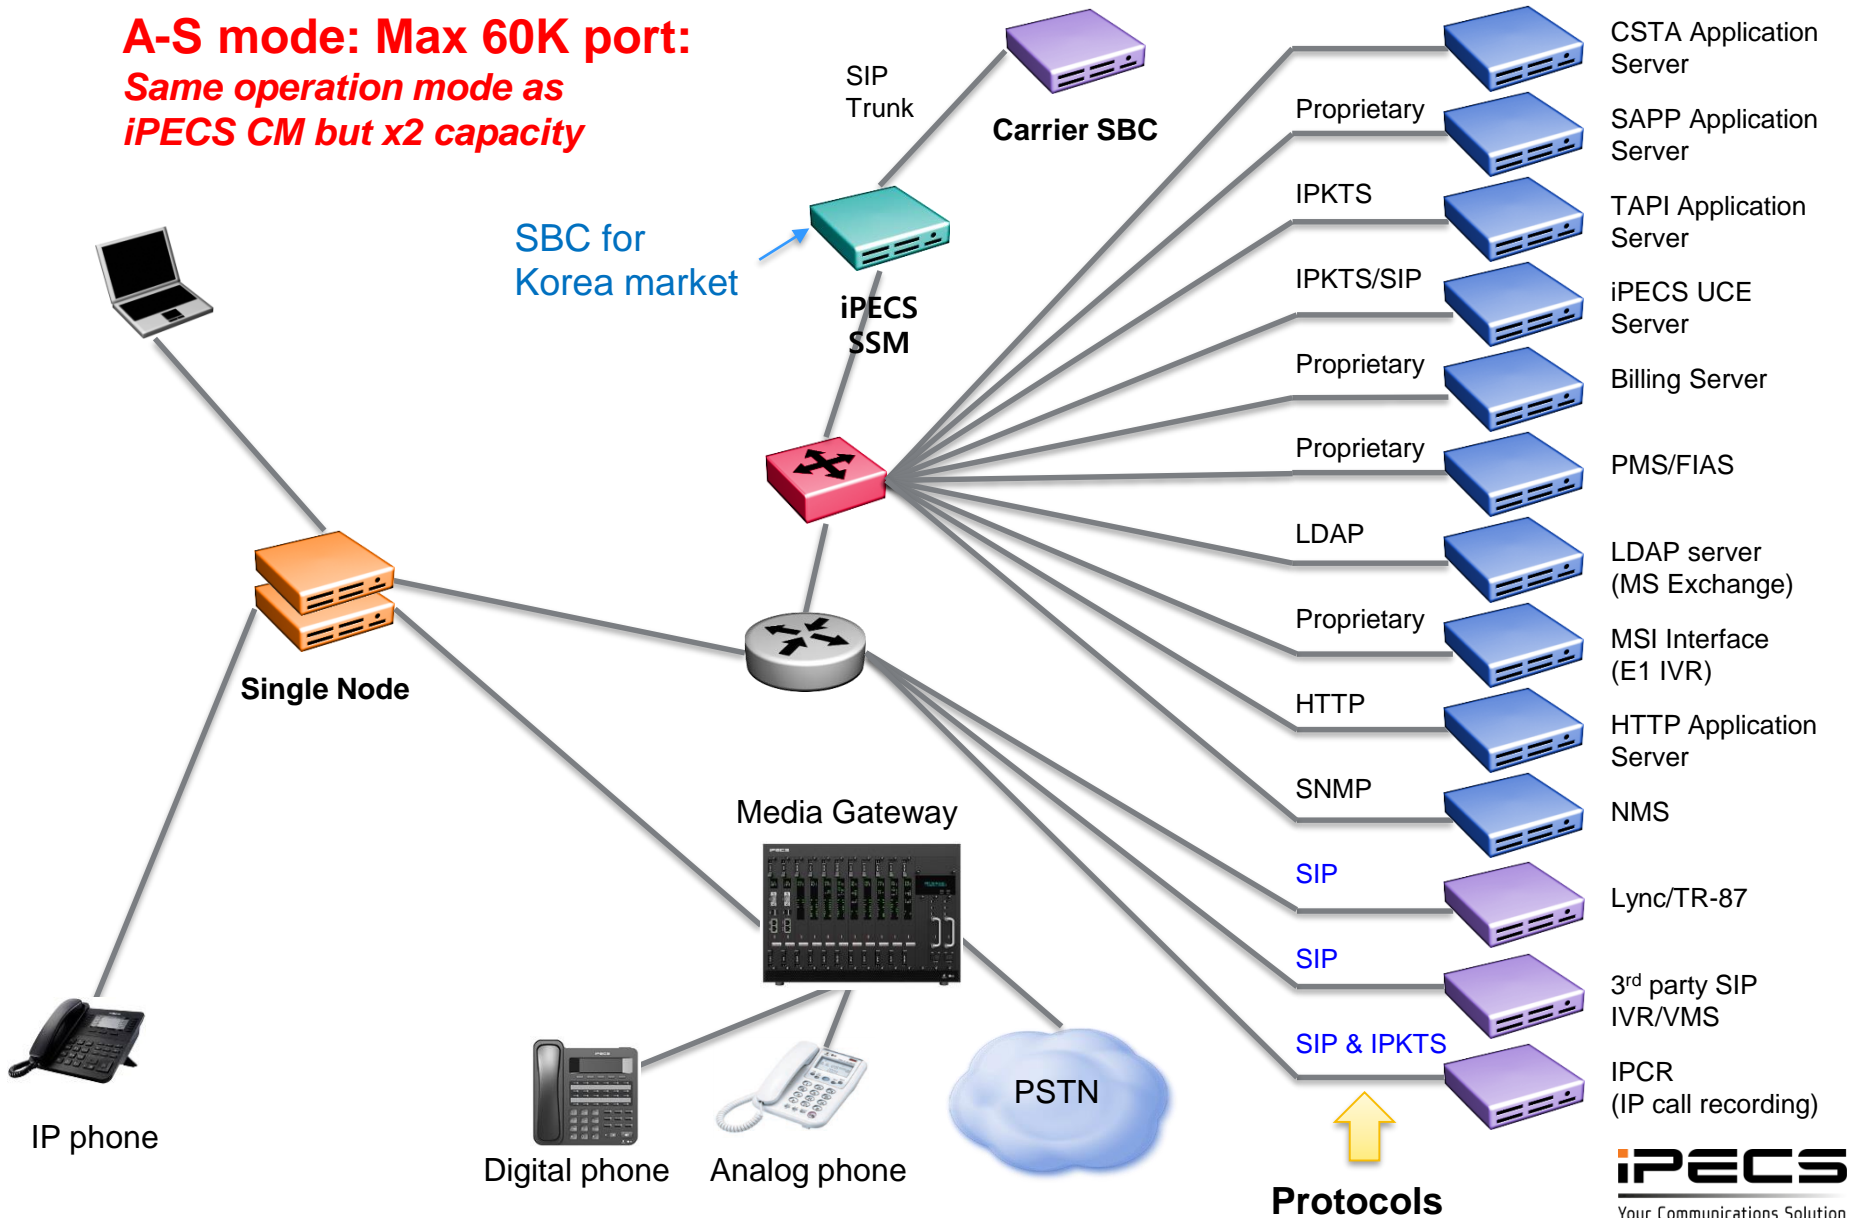 A-S mode: Max 60K port:
Same operation mode as
iPECS CM but x2 capacity
SIP
Trunk
Carrier SBC
SBC for
Korea market
iPECS
SSM
Single Node
Media Gateway
IP phone
Digital phone
Analog phone
PSTN
CSTA Application
Server
Proprietary
SAPP Application
Server
IPKTS
TAPI Application
Server
IPKTS/SIP
iPECS UCE
Server
Proprietary
Billing Server
Proprietary
PMS/FIAS
LDAP
LDAP server
(MS Exchange)
Proprietary
MSI Interface
(E1 IVR)
HTTP
HTTP Application
Server
SNMP
NMS
SIP
Lync/TR-87
SIP
3rd party SIP
IVR/VMS
SIP & IPKTS
IPCR
(IP call recording)
Protocols
iPECS
Your Communications Solution